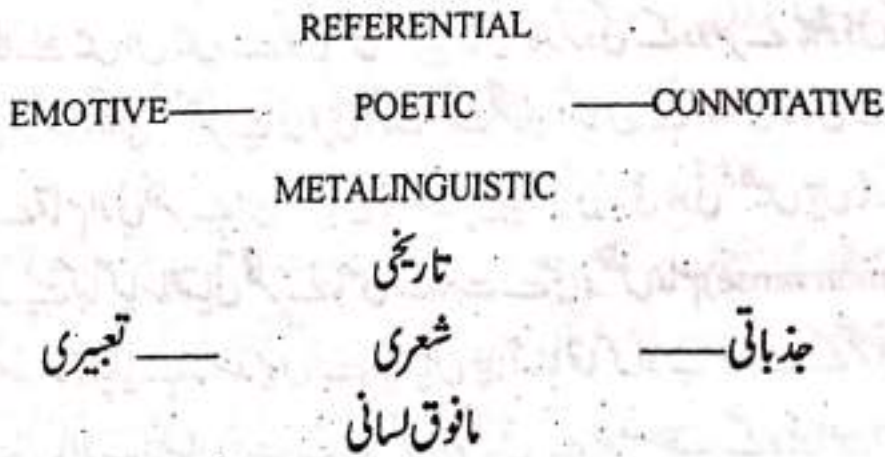 REFERENTIAL
EMOTIVE—— POETIC ——CONNOTATIVE
METALINGUISTIC
تاریخی
جذباتی —— شعری —— تعبیری
مافوق لسانی